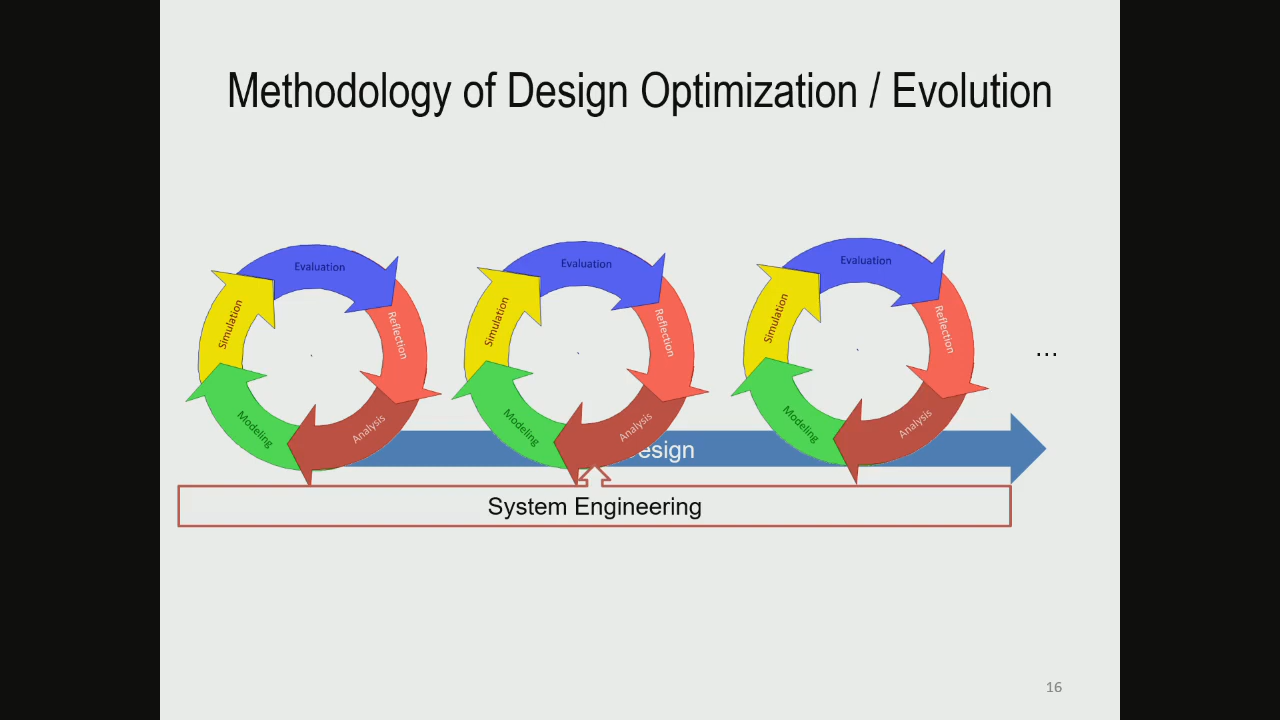 Methodology of Design Optimization / Evolution
Evaluation
Reflection
Analysis
Modeling
Simulation
Evaluation
Reflection
Analysis
Modeling
Simulation
Evaluation
Reflection
Analysis
Modeling
Simulation
...
esign
System Engineering
16